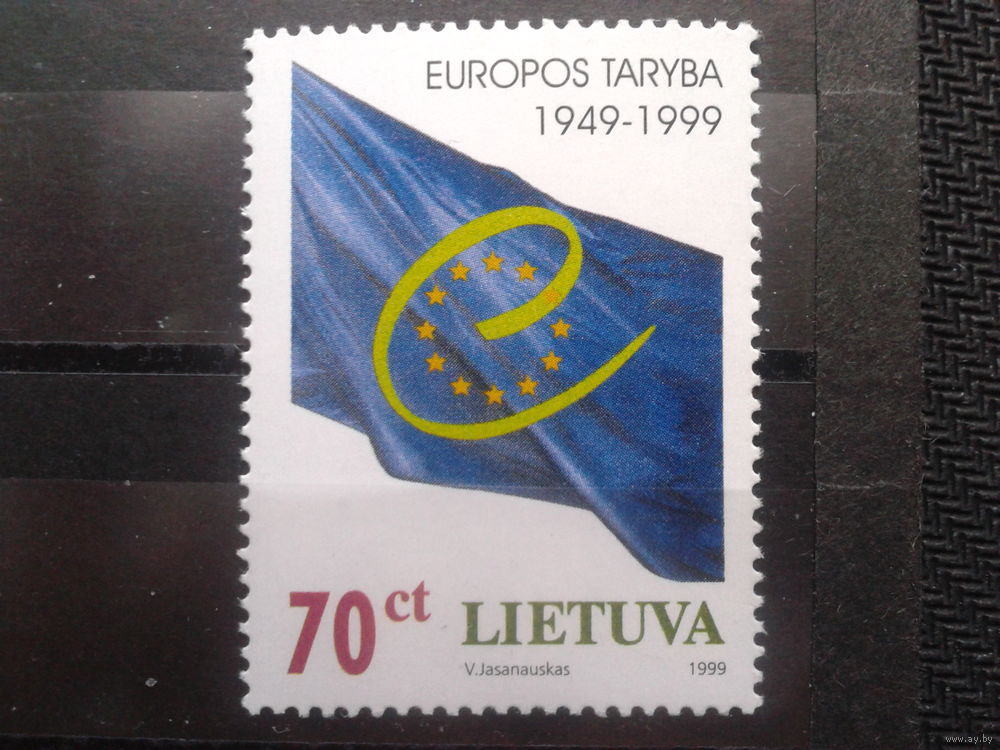 EUROPOS TARYBA
1949-1999
70ct LIETUVA
V.Jasanauskas 1999
www.ay.by